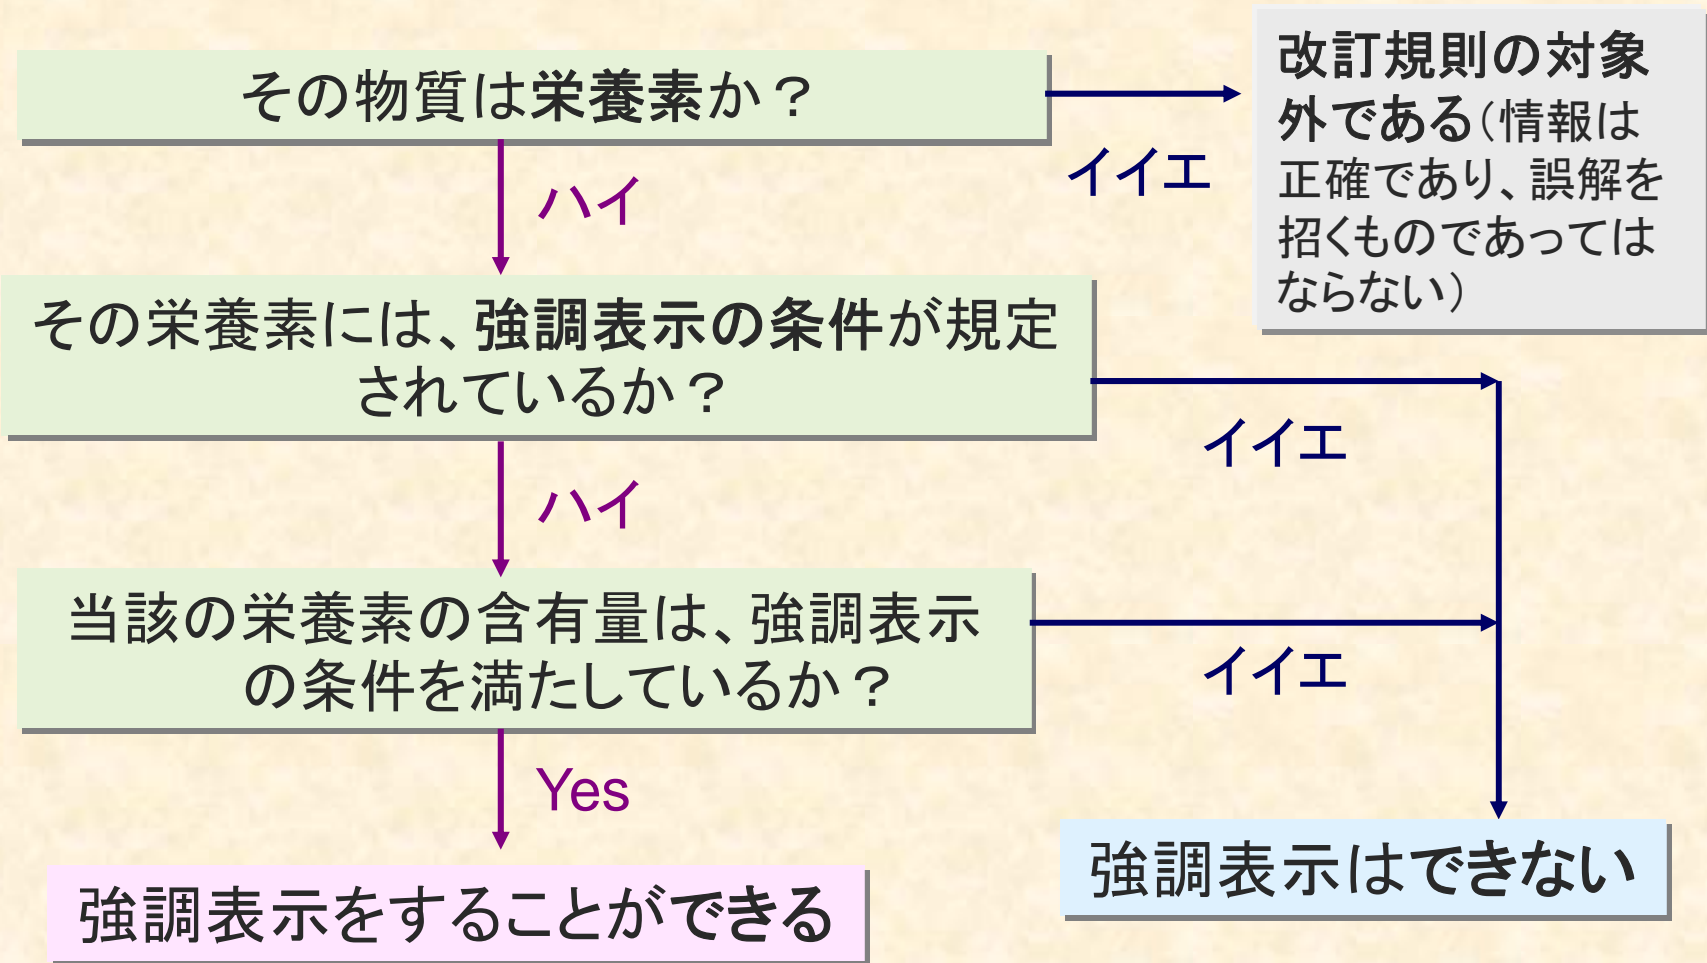 その物質は栄養素か？
イイエ
改訂規則の対象
外である（情報は
正確であり、誤解を
招くものであっては
ならない）
ハイ
その栄養素には、強調表示の条件が規定
されているか？
イイエ
ハイ
当該の栄養素の含有量は、強調表示
の条件を満たしているか？
イイエ
Yes
強調表示をすることができる
強調表示はできない